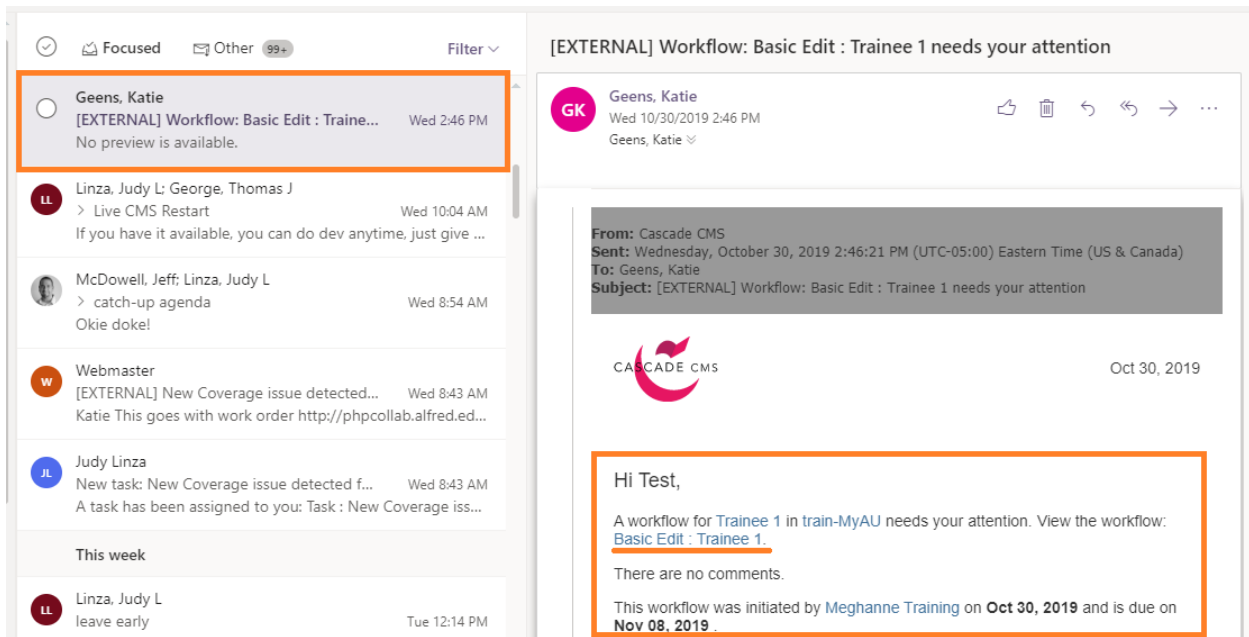 Focused
Other 99+
Filter
Geens, Katie
[EXTERNAL] Workflow: Basic Edit : Traine... Wed 2:46 PM
No preview is available.
LL
Linza, Judy L; George, Thomas J
> Live CMS Restart Wed 10:04 AM
If you have it available, you can do dev anytime, just give ...
McDowell, Jeff; Linza, Judy L
> catch-up agenda Wed 8:54 AM
Okie doke!
W
Webmaster
[EXTERNAL] New Coverage issue detected... Wed 8:43 AM
Katie This goes with work order http://phpcollab.alfred.ed...
JL
Judy Linza
New task: New Coverage issue detected f... Wed 8:43 AM
A task has been assigned to you: Task : New Coverage iss...
This week
LL
Linza, Judy L
leave early Tue 12:14 PM
[EXTERNAL] Workflow: Basic Edit : Trainee 1 needs your attention
GK
Geens, Katie
Wed 10/30/2019 2:46 PM
Geens, Katie
From: Cascade CMS
Sent: Wednesday, October 30, 2019 2:46:21 PM (UTC-05:00) Eastern Time (US & Canada)
To: Geens, Katie
Subject: [EXTERNAL] Workflow: Basic Edit : Trainee 1 needs your attention
CASCADE CMS
Oct 30, 2019
Hi Test,
A workflow for Trainee 1 in train-MyAU needs your attention. View the workflow:
Basic Edit : Trainee 1.
There are no comments.
This workflow was initiated by Meghanne Training on Oct 30, 2019 and is due on
Nov 08, 2019 .